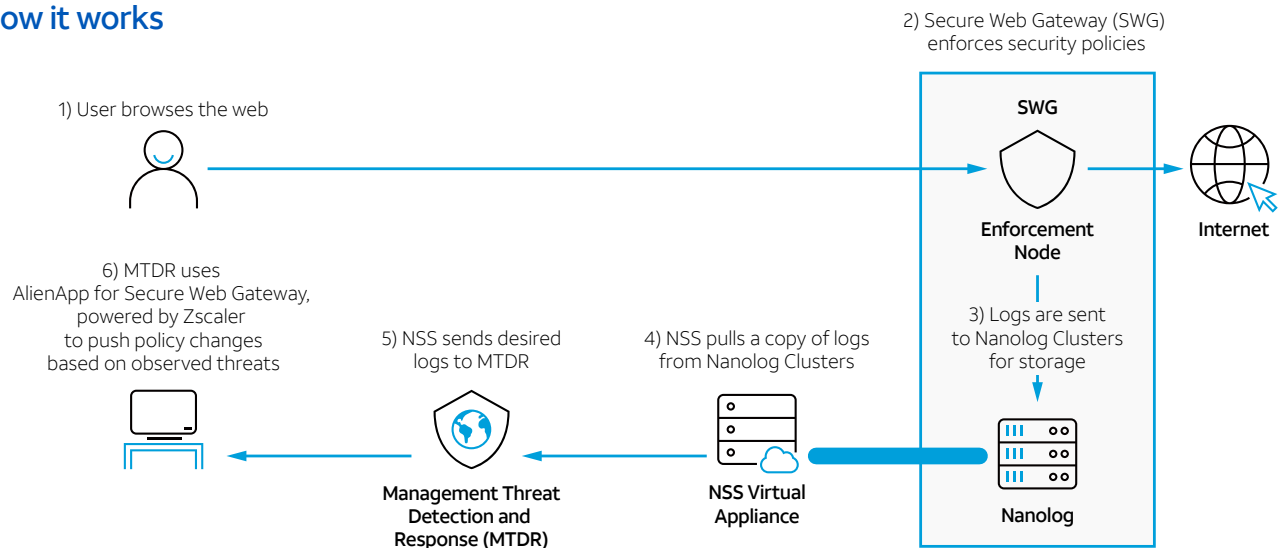 ow it works
2) Secure Web Gateway (SWG)
enforces security policies
1) User browses the web
SWG
Enforcement
Node
Internet
3) Logs are sent
to Nanolog Clusters
for storage
6) MTDR uses
AlienApp for Secure Web Gateway,
powered by Zscaler
to push policy changes
based on observed threats
5) NSS sends desired
logs to MTDR
4) NSS pulls a copy of logs
from Nanolog Clusters
Management Threat
Detection and
Response (MTDR)
NSS Virtual
Appliance
Nanolog